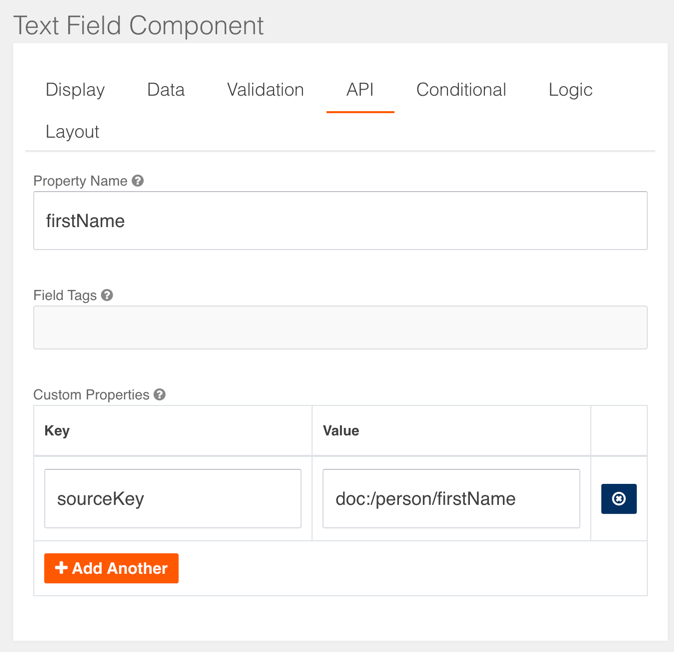 Text Field Component
Display Data Validation API Conditional Logic
Layout
Property Name
firstName
Field Tags
Custom Properties
Key Value
sourceKey doc:/person/firstName
Add Another